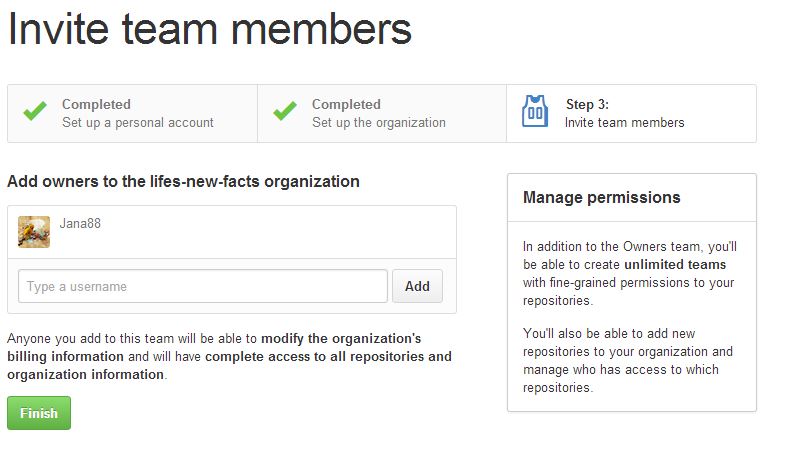 Invite team members
Completed
Set up a personal account
Completed
Set up the organization
Step 3:
Invite team members
Add owners to the lifes-new-facts organization
Jana88
Type a username
Add
Anyone you add to this team will be able to modify the organization's
billing information and will have complete access to all repositories and
organization information.
Finish
Manage permissions
In addition to the Owners team, you'll
be able to create unlimited teams
with fine-grained permissions to your
repositories.
You'll also be able to add new
repositories to your organization and
manage who has access to which
repositories.